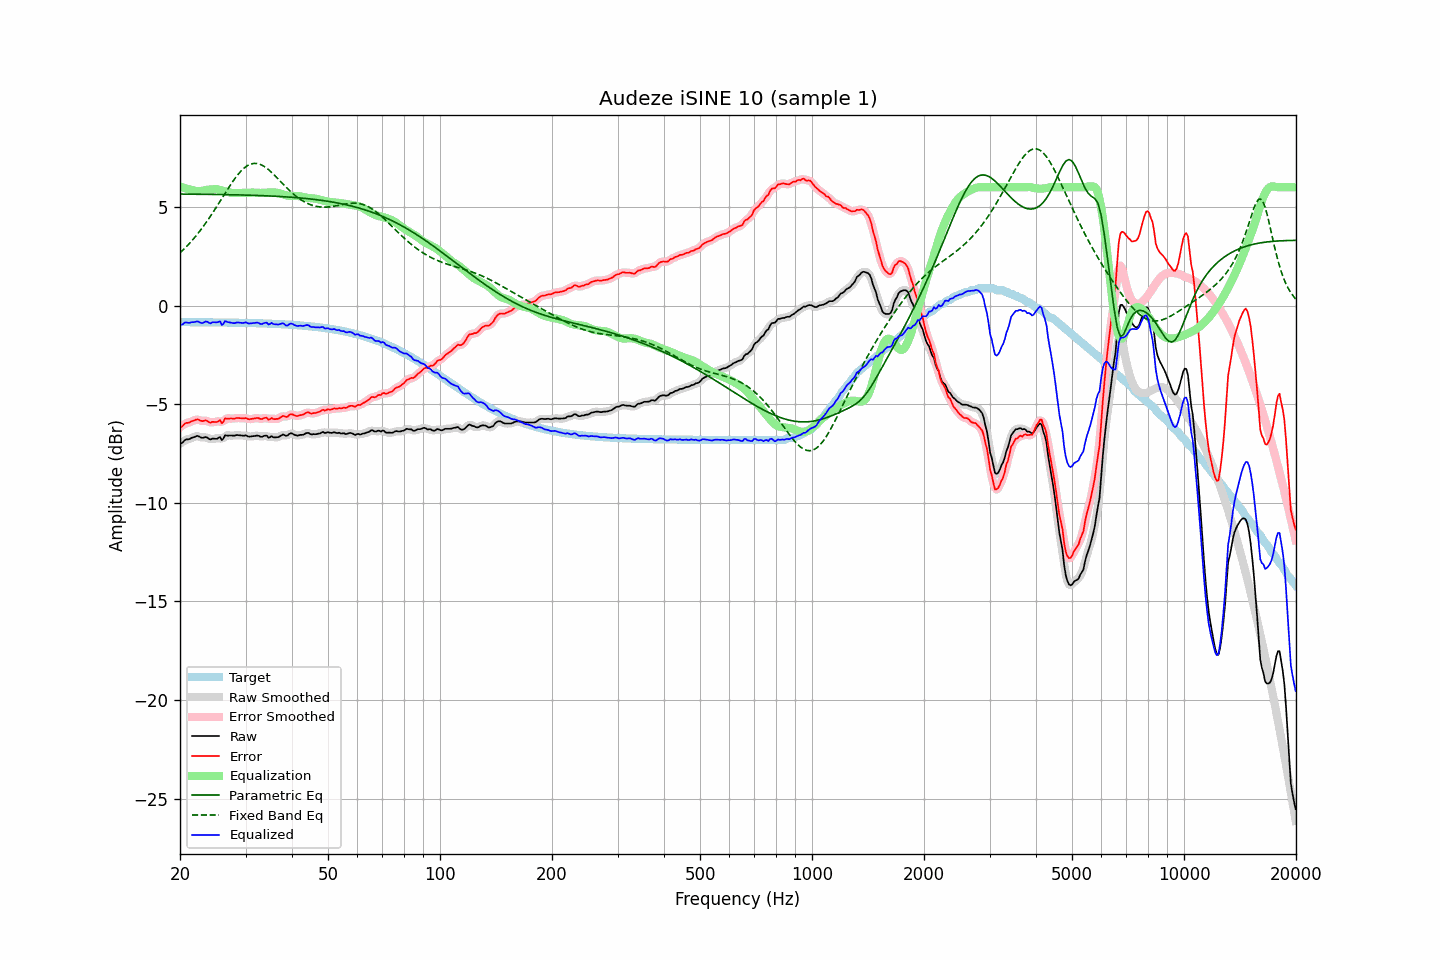 Audeze iSINE 10 (sample 1)
Amplitude (dBr)
5
0
−5
−10
−15
−20
−25
Target
Raw Smoothed
Error Smoothed
Raw
Error
Equalization
Parametric Eq
Fixed Band Eq
Equalized
20 50 100 200 500 1000 2000 5000 10000 20000
Frequency (Hz)